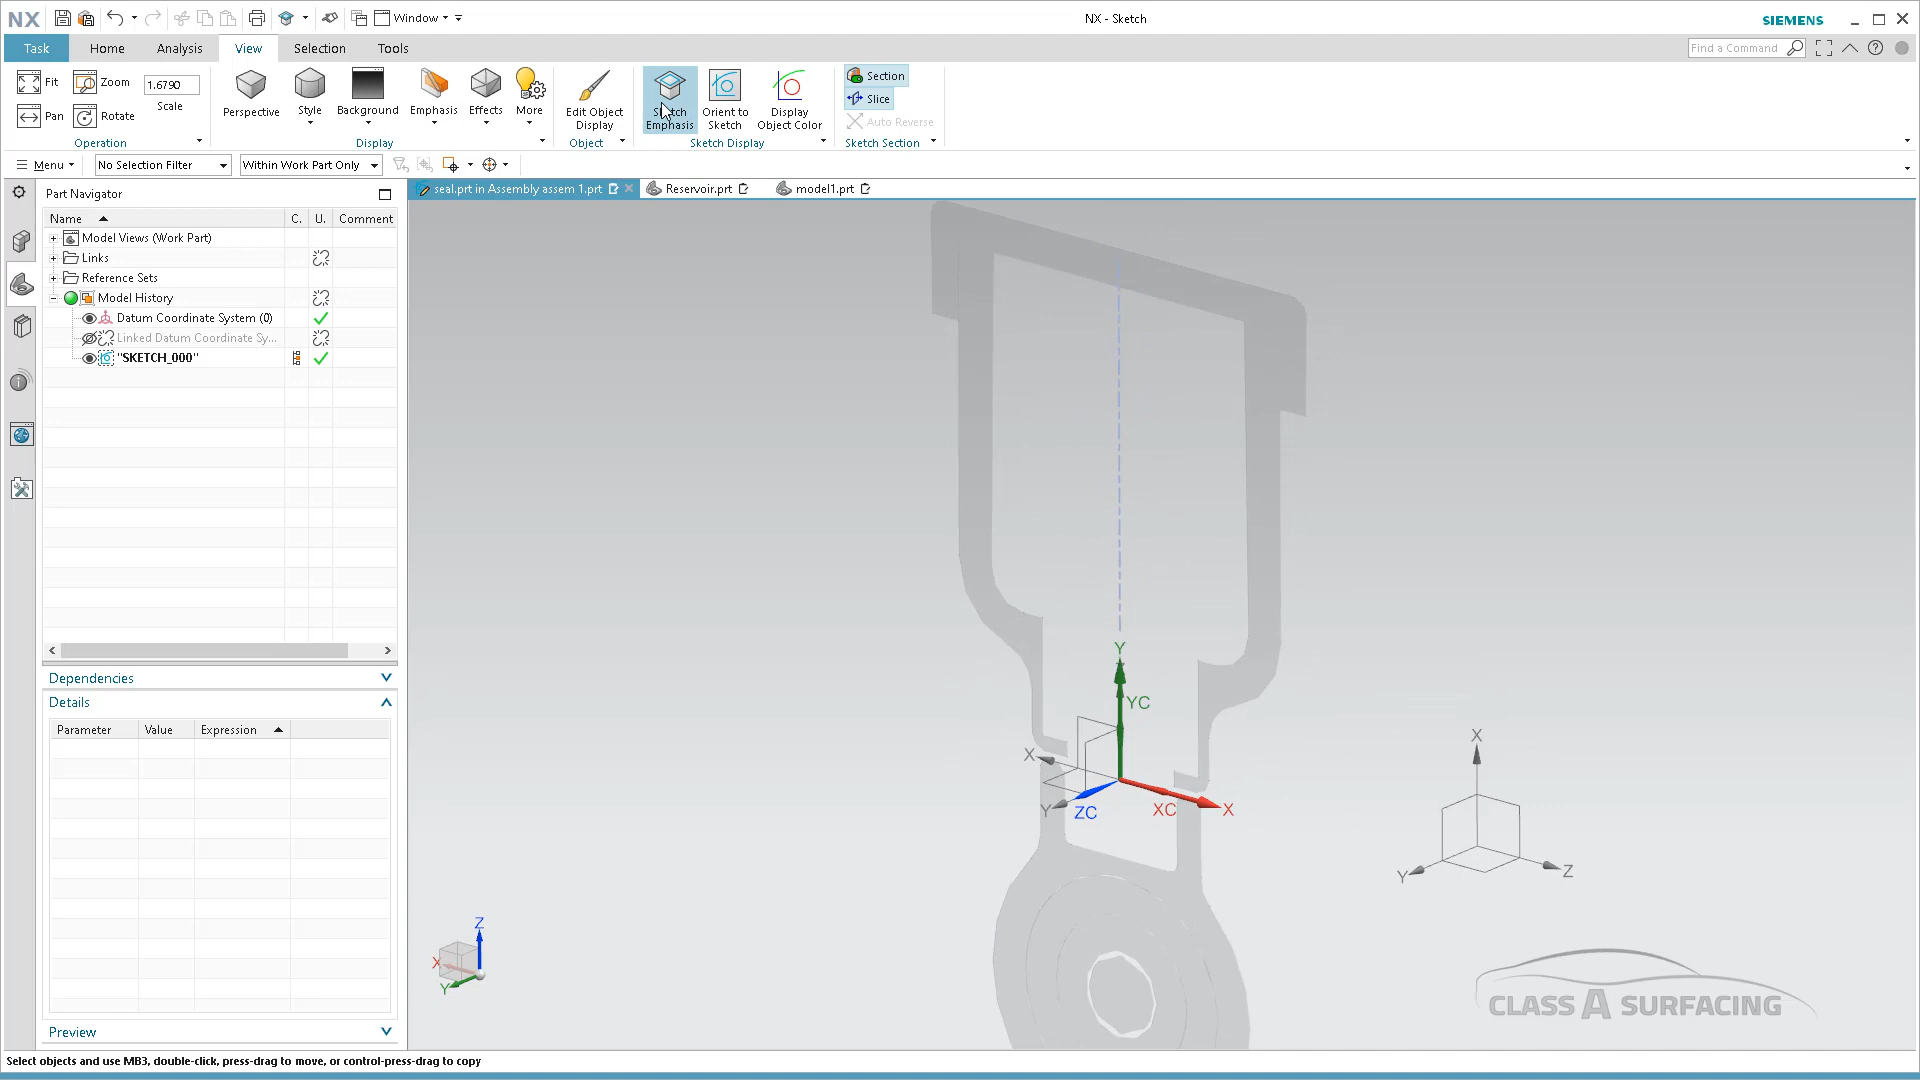 NX
Window
NX - Sketch
SIEMENS
Task
Home
Analysis
View
Selection
Tools
Find a Command
Fit
Zoom
1.6790
Scale
Pan
Rotate
Operation
Perspective
Style
Background
Emphasis
Effects
More
Display
Edit Object
Display
Object
Sketch
Emphasis
Orient to
Sketch
Display
Object Color
Sketch Display
Section
Slice
Auto Reverse
Sketch Section
Menu
No Selection Filter
Within Work Part Only
Part Navigator
seal.prt in Assembly assem 1.prt
Reservoir.prt
model1.prt
Name
C.
U.
Comment
Model Views (Work Part)
Links
Reference Sets
Model History
Datum Coordinate System (0)
Linked Datum Coordinate Sy...
"SKETCH_000"
Dependencies
Details
Parameter
Value
Expression
Preview
Y
YC
X
Y
ZC
XC
X
X
Y
Z
Z
X
Y
CLASS A SURFACING
Select objects and use MB3, double-click, press-drag to move, or control-press-drag to copy